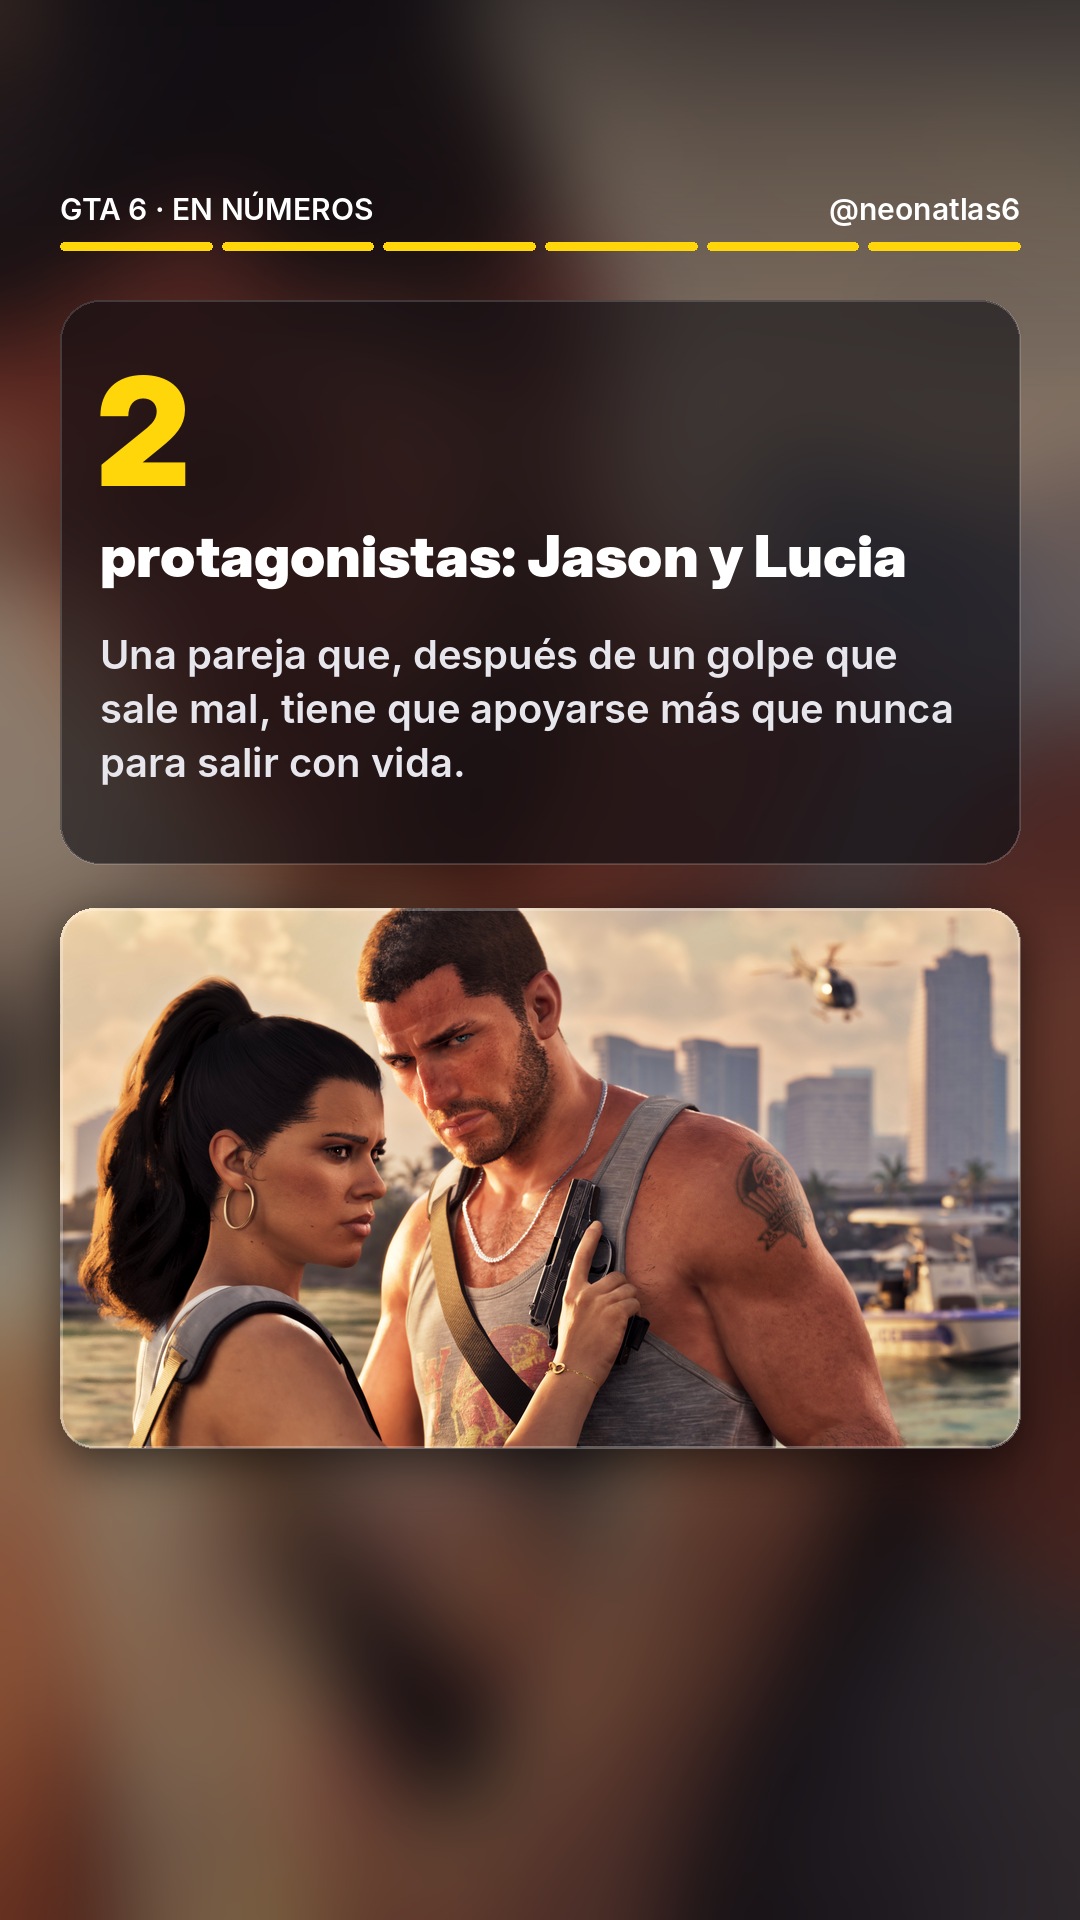 GTA 6 · EN NÚMEROS
@neonatlas6
2
protagonistas: Jason y Lucia
Una pareja que, después de un golpe que
sale mal, tiene que apoyarse más que nunca
para salir con vida.